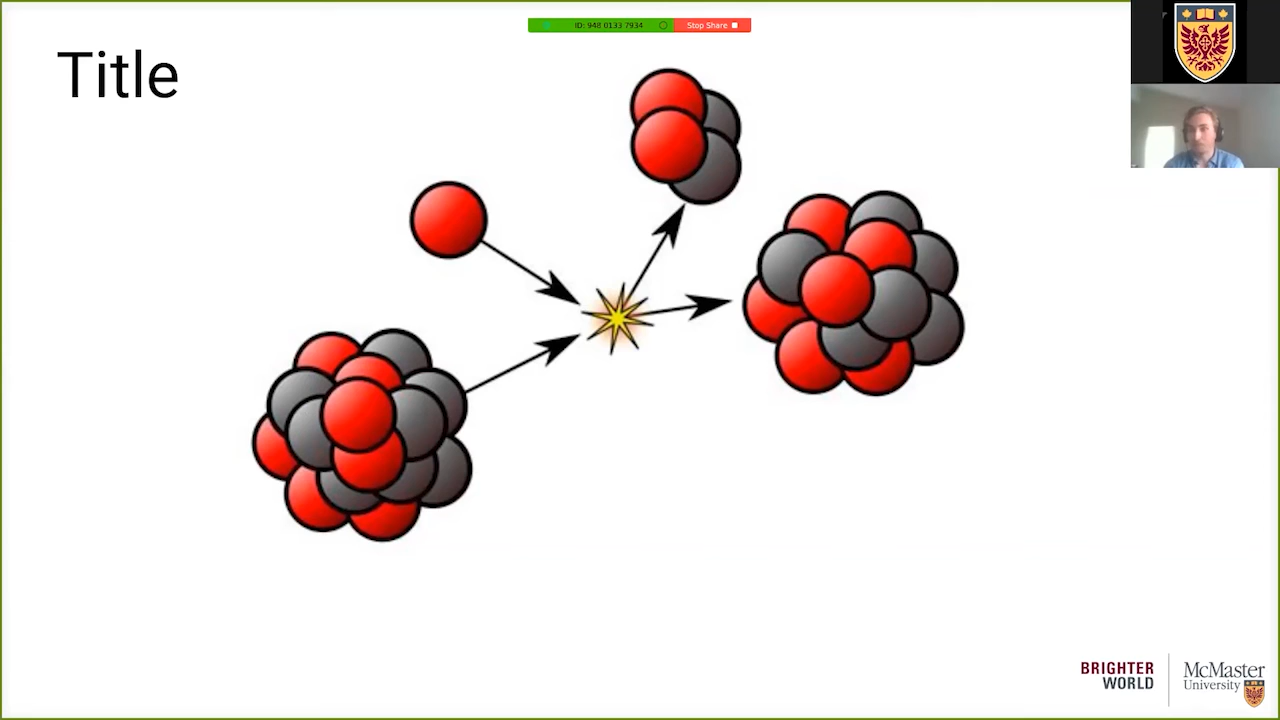 ID: 948 0133 7934
Stop Share
Title
BRIGHTER
WORLD
McMaster
University